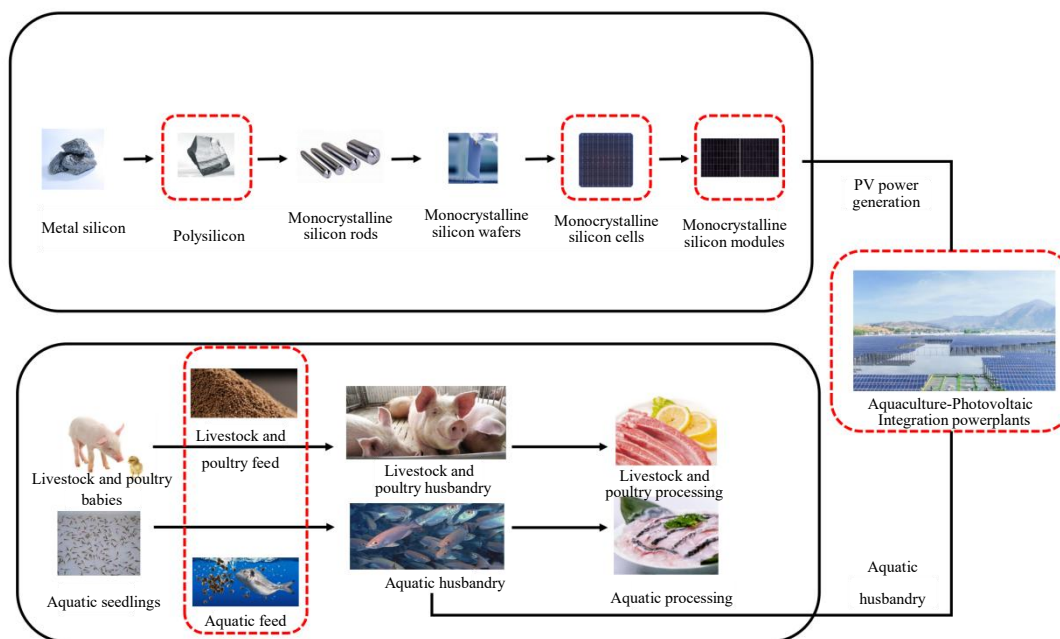 Metal silicon
Polysilicon
Monocrystalline
silicon rods
Monocrystalline
silicon wafers
Monocrystalline
silicon cells
Monocrystalline
silicon modules
PV power
generation
Aquaculture-Photovoltaic
Integration powerplants
Livestock and poultry
babies
Livestock and
poultry feed
Livestock and
poultry husbandry
Livestock and
poultry processing
Aquatic seedlings
Aquatic feed
Aquatic husbandry
Aquatic processing
Aquatic
husbandry